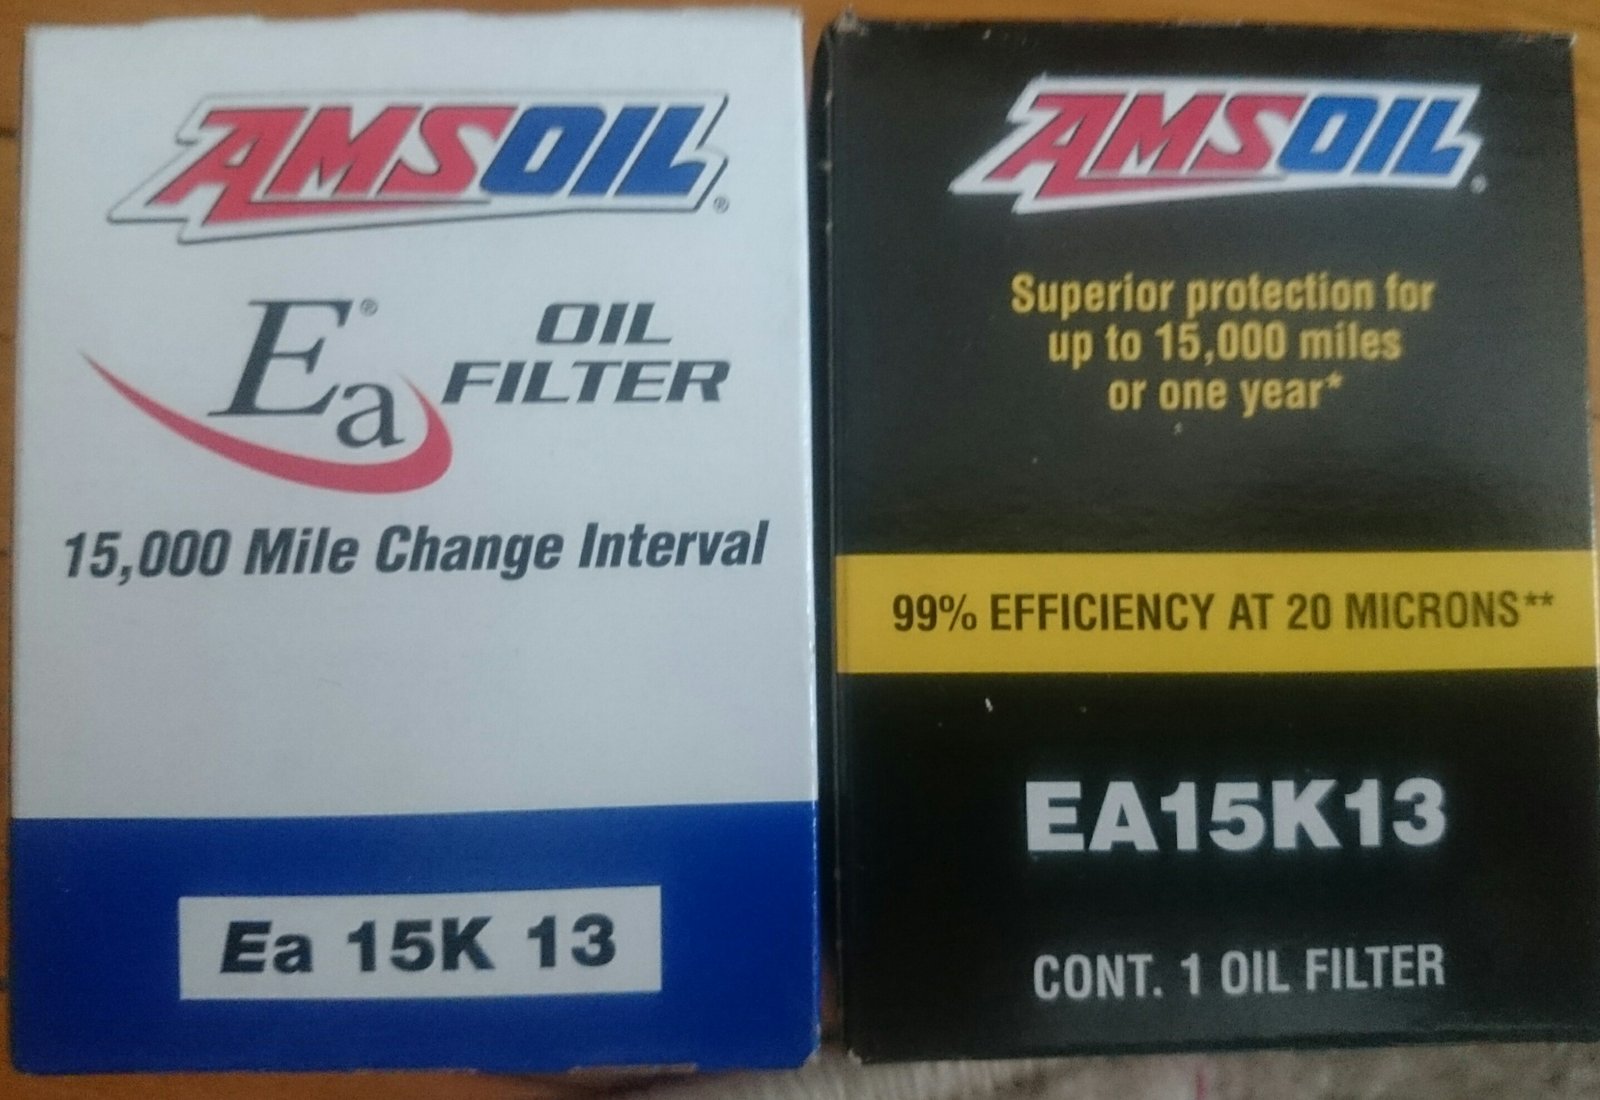 AMSOIL®
Ea® OIL
FILTER
15,000 Mile Change Interval
Ea 15K 13
AMSOIL®
Superior protection for
up to 15,000 miles
or one year*
99% EFFICIENCY AT 20 MICRONS**
EA15K13
CONT. 1 OIL FILTER